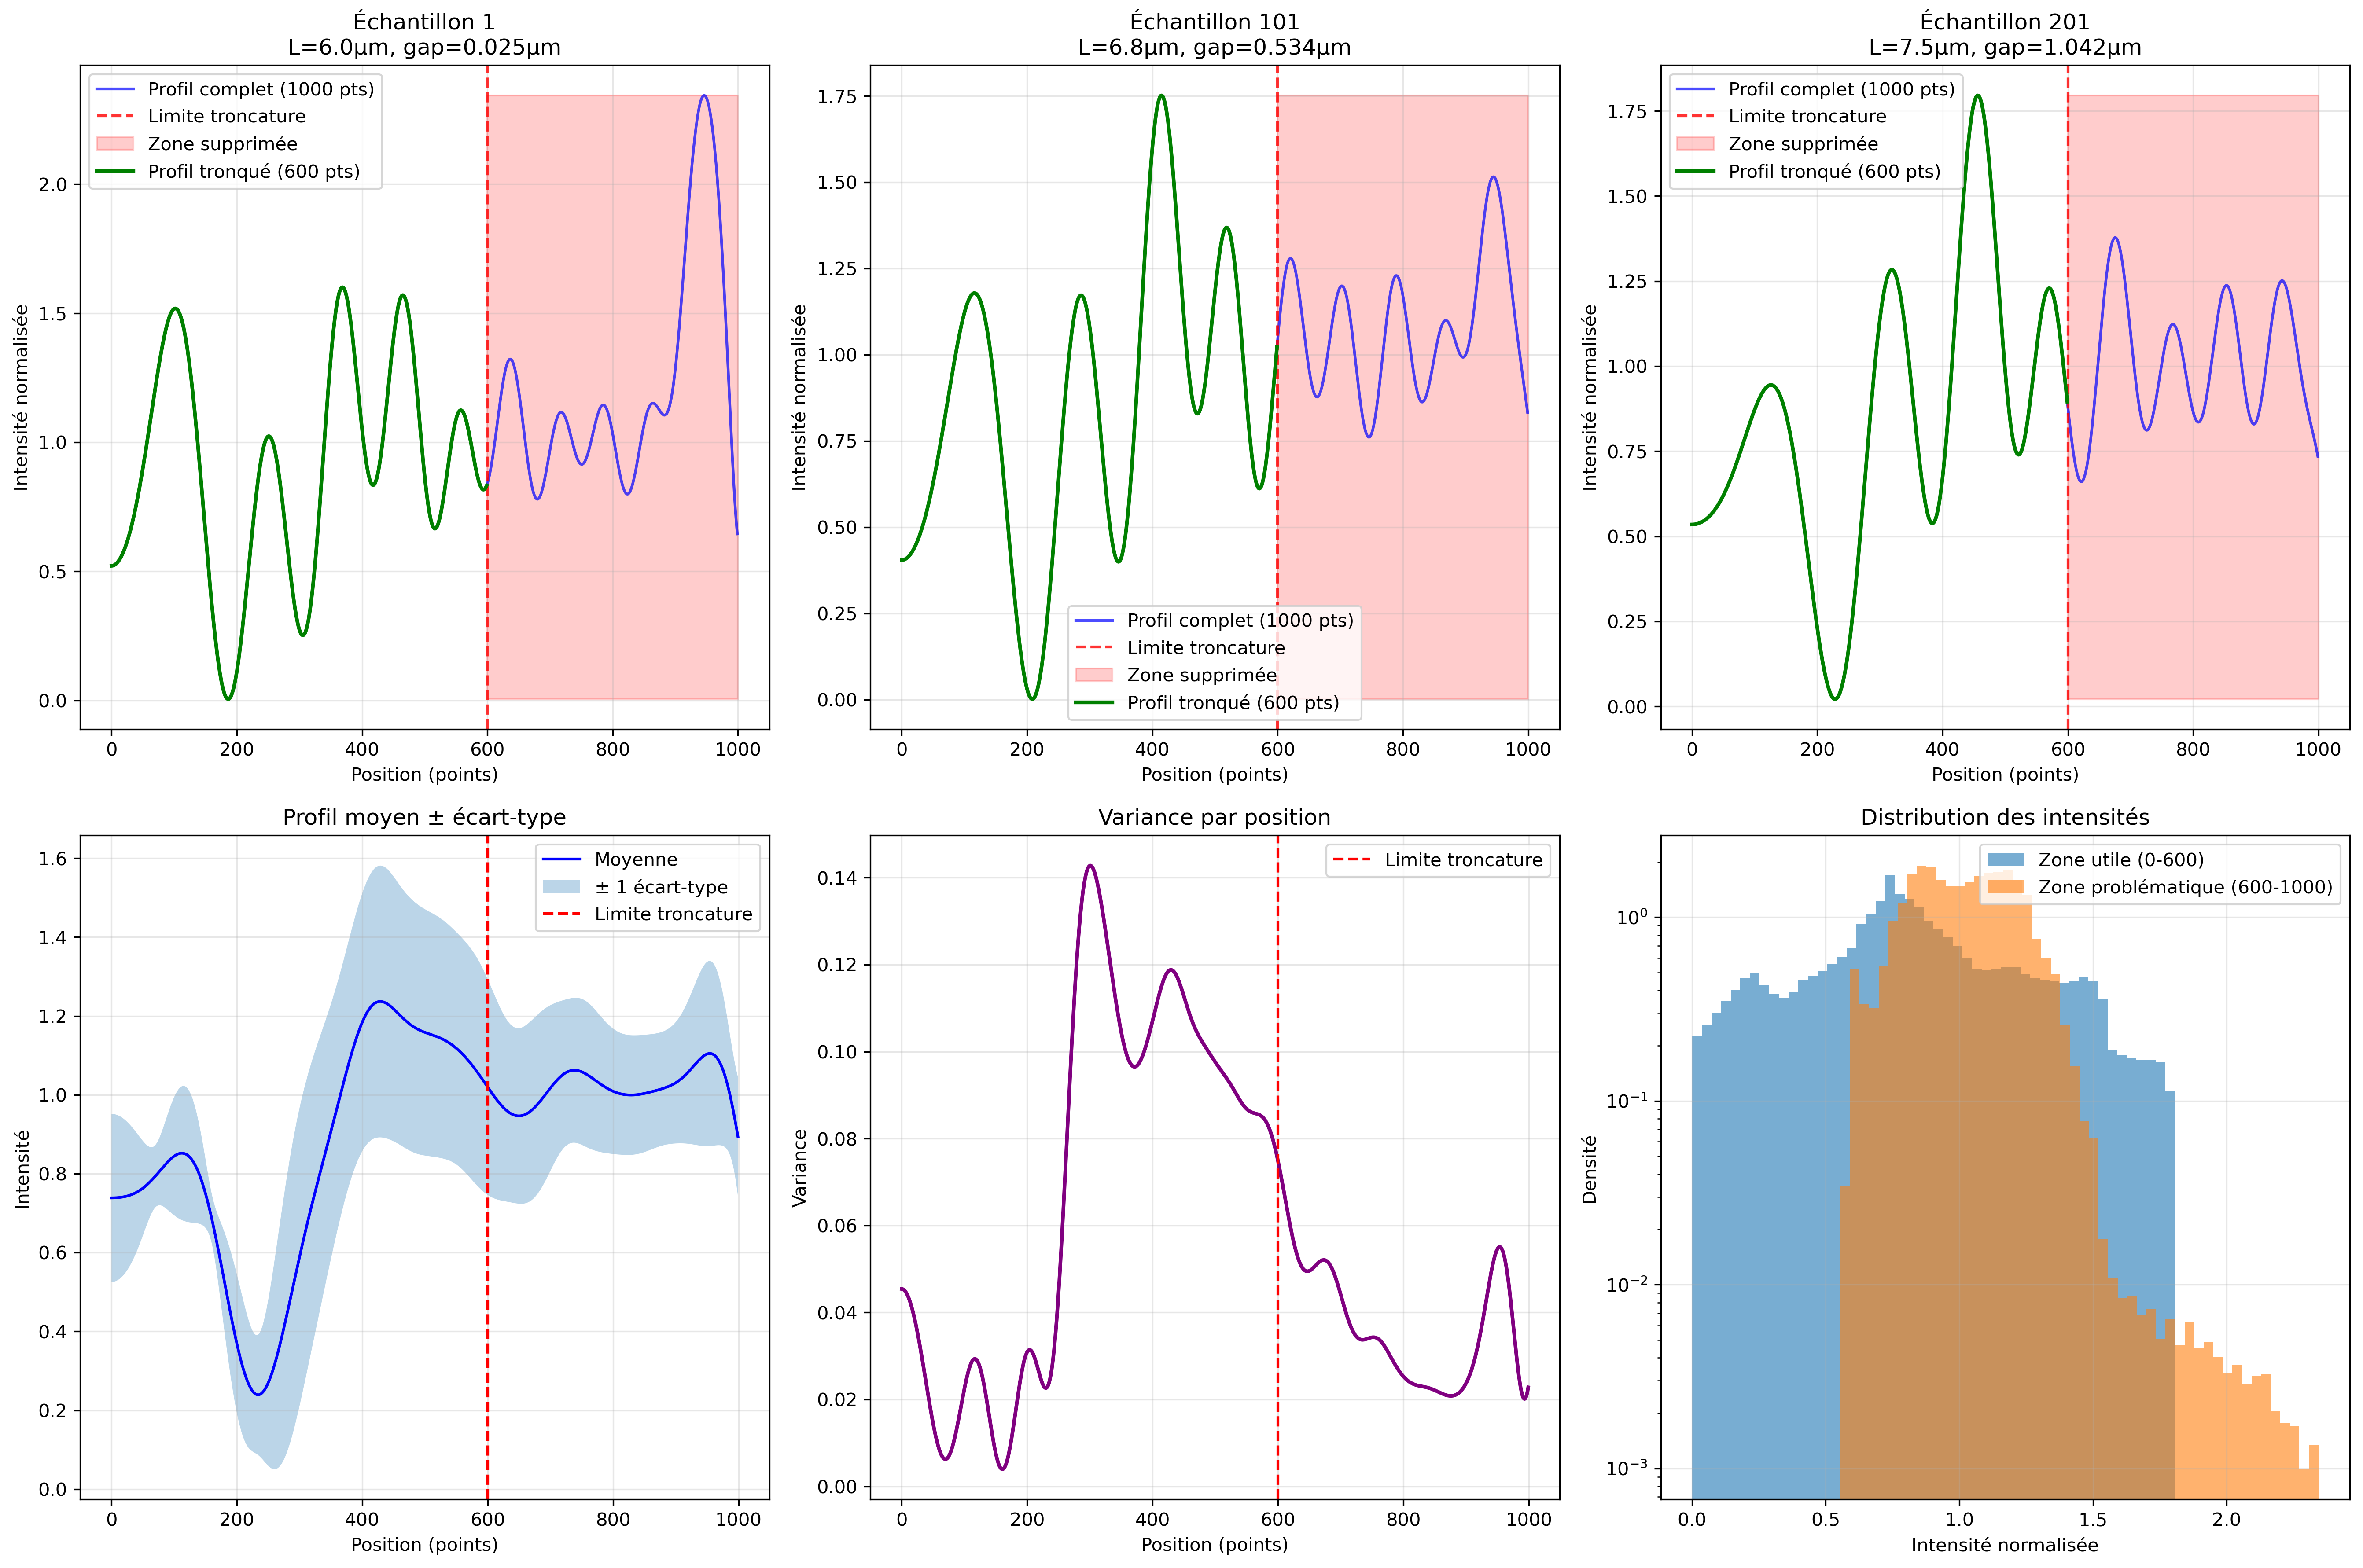 Échantillon 1
L=6.0µm, gap=0.025µm
Intensité normalisée
2.0
1.5
1.0
0.5
0.0
Profil complet (1000 pts)
Limite troncature
Zone supprimée
Profil tronqué (600 pts)
0 200 400 600 800 1000
Position (points)
Échantillon 101
L=6.8µm, gap=0.534µm
Intensité normalisée
1.75
1.50
1.25
1.00
0.75
0.50
0.25
0.00
Profil complet (1000 pts)
Limite troncature
Zone supprimée
Profil tronqué (600 pts)
0 200 400 600 800 1000
Position (points)
Échantillon 201
L=7.5µm, gap=1.042µm
Intensité normalisée
1.75
1.50
1.25
1.00
0.75
0.50
0.25
0.00
Profil complet (1000 pts)
Limite troncature
Zone supprimée
Profil tronqué (600 pts)
0 200 400 600 800 1000
Position (points)
Profil moyen ± écart-type
Intensité
1.6
1.4
1.2
1.0
0.8
0.6
0.4
0.2
0.0
Moyenne
± 1 écart-type
Limite troncature
0 200 400 600 800 1000
Position (points)
Variance par position
Variance
0.14
0.12
0.10
0.08
0.06
0.04
0.02
0.00
Limite troncature
0 200 400 600 800 1000
Position (points)
Distribution des intensités
Densité
10⁰
10⁻¹
10⁻²
10⁻³
Zone utile (0-600)
Zone problématique (600-1000)
0.0 0.5 1.0 1.5 2.0
Intensité normalisée